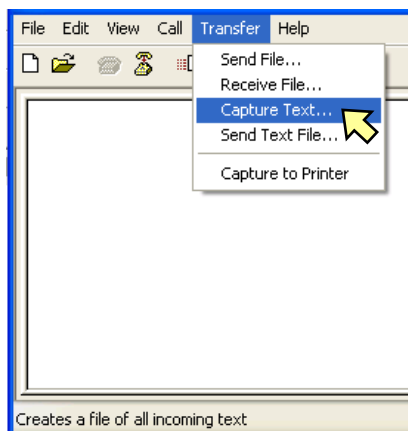 File Edit View Call Transfer Help
Send File...
Receive File...
Capture Text...
Send Text File...
Capture to Printer
Creates a file of all incoming text